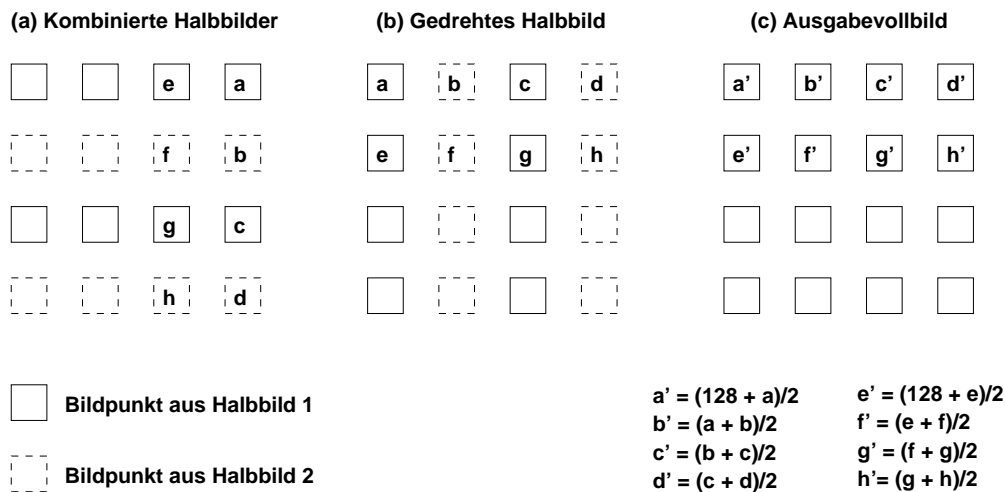 (a) Kombinierte Halbbilder
(b) Gedrehtes Halbbild
(c) Ausgabevollbild
e a
f b
g c
h d
a b c d
e f g h
a’ b’ c’ d’
e’ f’ g’ h’
Bildpunkt aus Halbbild 1
Bildpunkt aus Halbbild 2
a’ = (128 + a)/2
b’ = (a + b)/2
c’ = (b + c)/2
d’ = (c + d)/2
e’ = (128 + e)/2
f’ = (e + f)/2
g’ = (f + g)/2
h’= (g + h)/2